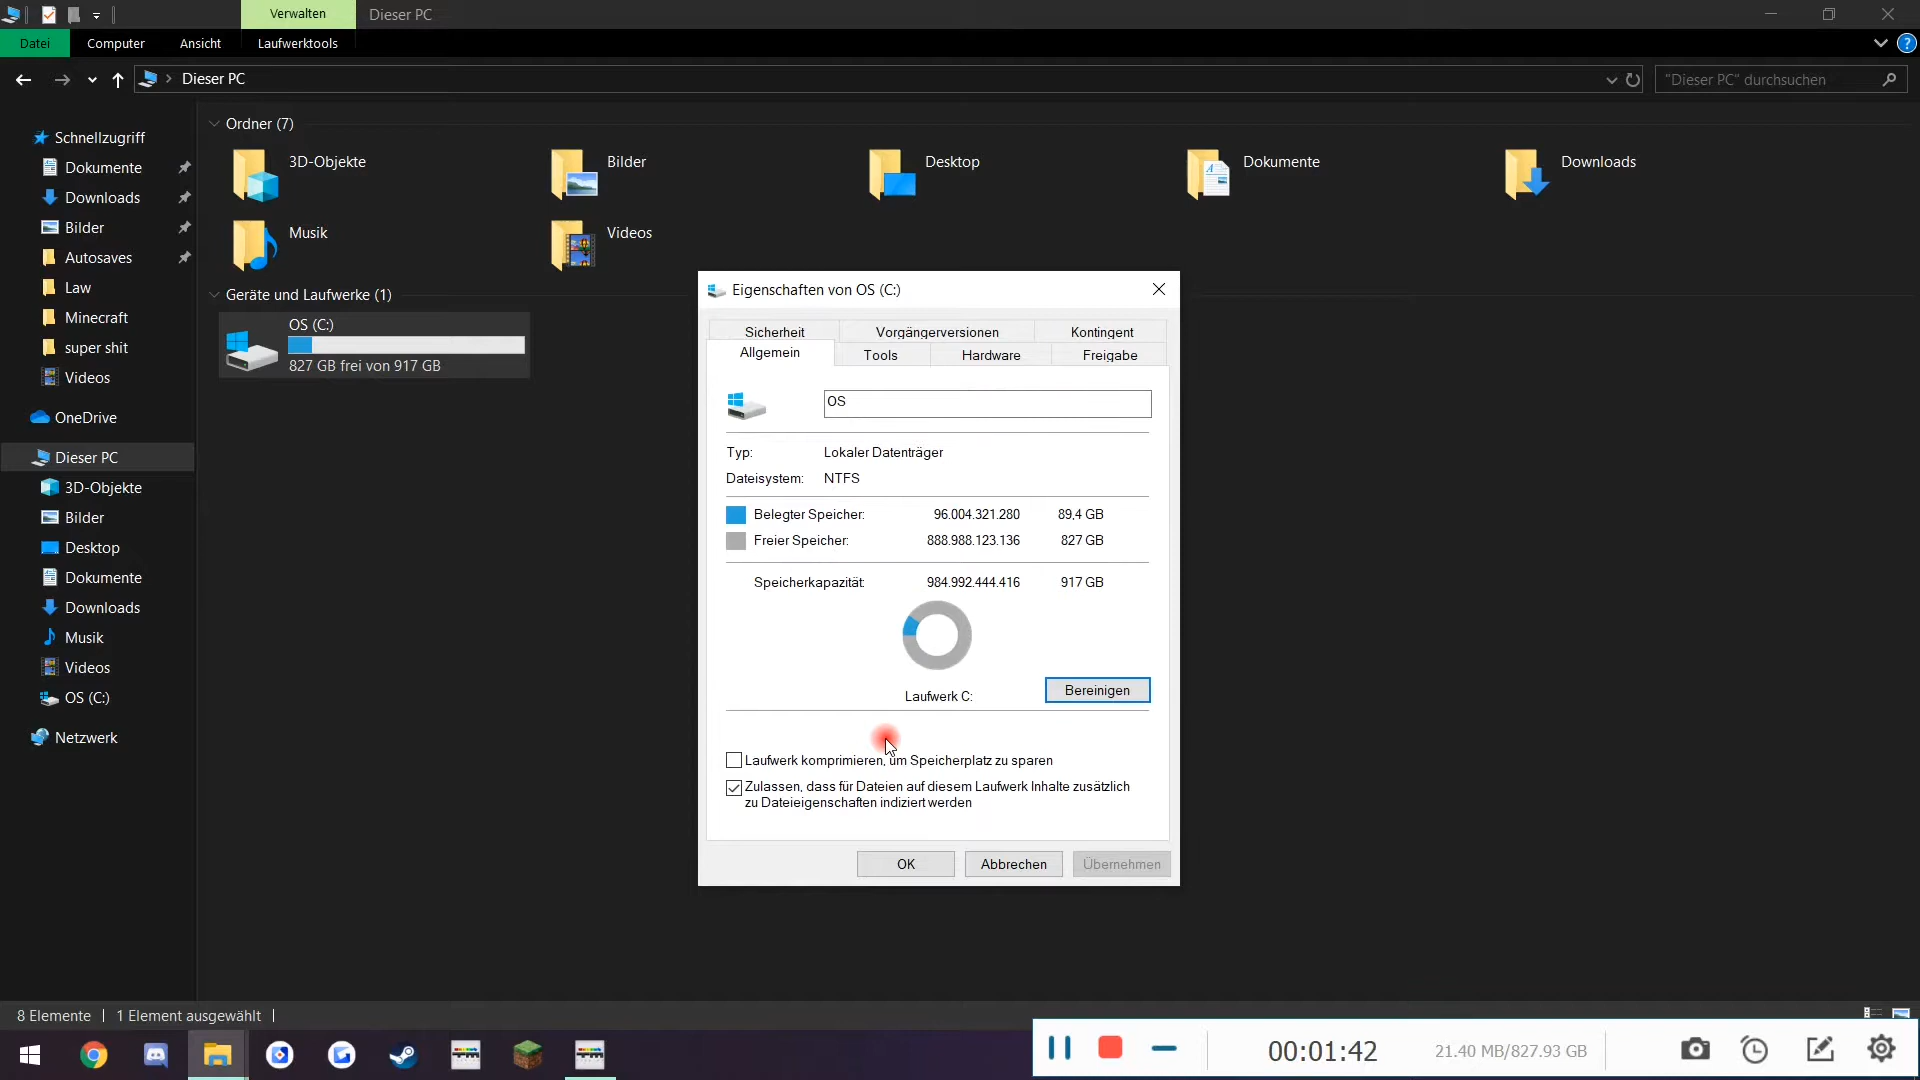 Verwalten
Dieser PC
Datei
Computer
Ansicht
Laufwerktools
Dieser PC
"Dieser PC" durchsuchen
Schnellzugriff
Dokumente
Downloads
Bilder
Autosaves
Law
Minecraft
super shit
Videos
OneDrive
Dieser PC
3D-Objekte
Bilder
Desktop
Dokumente
Downloads
Musik
Videos
OS (C:)
Netzwerk
Ordner (7)
3D-Objekte
Bilder
Desktop
Dokumente
Downloads
Musik
Videos
Geräte und Laufwerke (1)
OS (C:)
827 GB frei von 917 GB
Eigenschaften von OS (C:)
Sicherheit Vorgängerversionen Kontingent
Allgemein Tools Hardware Freigabe
OS
Typ: Lokaler Datenträger
Dateisystem: NTFS
Belegter Speicher: 96.004.321.280 89,4 GB
Freier Speicher: 888.988.123.136 827 GB
Speicherkapazität: 984.992.444.416 917 GB
Laufwerk C:
Bereinigen
Laufwerk komprimieren, um Speicherplatz zu sparen
Zulassen, dass für Dateien auf diesem Laufwerk Inhalte zusätzlich
zu Dateieigenschaften indiziert werden
OK Abbrechen Übernehmen
8 Elemente
1 Element ausgewählt
00:01:42
21.40 MB/827.93 GB